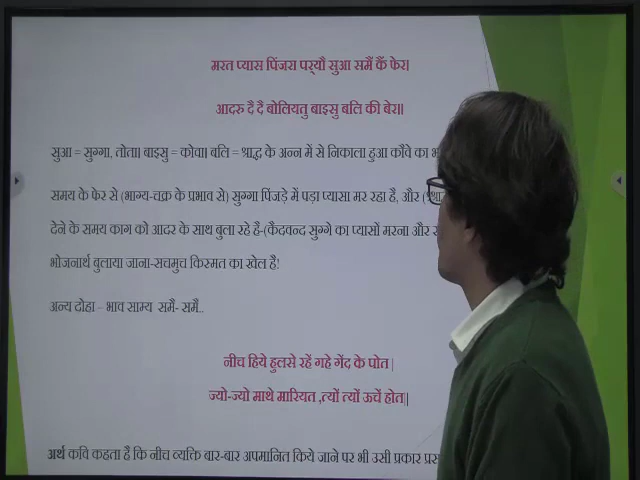 मरत प्यास पिंजरा पर्‍यौ सुआ समैं कैं फेर।
आदरु दै दै बोलियतु बाइसु बलि की बेर॥
सुआ = सुग्गा, तोता। बाइसु = कोवा। बलि = श्राद्ध के अन्न में से निकाला हुआ कौवे का
समय के फेर से (भाग्य-चक्र के प्रभाव से) सुग्गा पिंजड़े में पड़ा प्यासा मर रहा है, और
देने के समय काग को आदर के साथ बुला रहे है-(कैदवन्द सुग्गे का प्यासों मरना और
भोजनार्थ बुलाया जाना-सचमुच किस्मत का खेल है!
अन्य दोहा – भाव साम्य समै- समै..
नीच हिये हुलसे रहें गहे गेंद के पोत |
ज्यो-ज्यो माथे मारियत ,त्यों त्यों ऊचें होत||
अर्थ कवि कहता है कि नीच व्यक्ति बार-बार अपमानित किये जाने पर भी उसी प्रकार